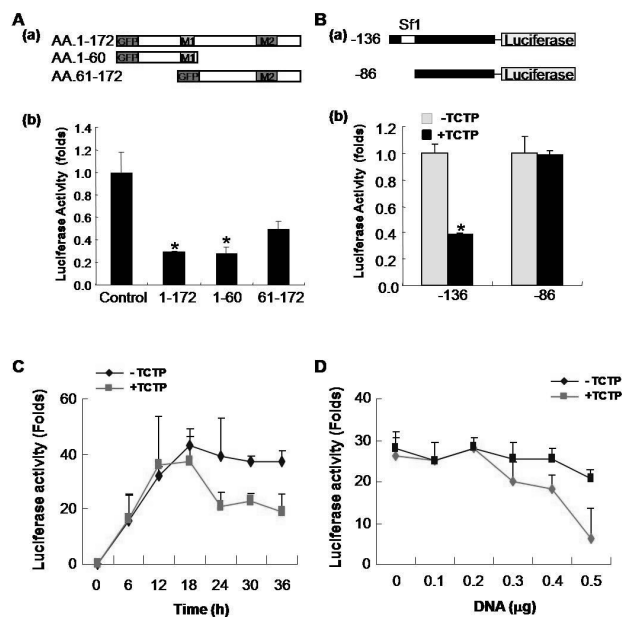 A
(a)
AA.1-172 GFP M1 M2
AA.1-60 GFP M1
AA.61-172 GFP M2
(b)
Luciferase Activity (folds)
1.4
1.2
1.0
0.8
0.6
0.4
0.2
0.0
* *
Control 1-172 1-60 61-172
B
Sf1
(a) -136 Luciferase
-86 Luciferase
(b)
-TCTP
+TCTP
Luciferase Activity (folds)
1.4
1.2
1.0
0.8
0.6
0.4
0.2
0.0
*
-136 -86
C
-TCTP
+TCTP
Luciferase activity (Folds)
60
40
20
0
0 6 12 18 24 30 36
Time (h)
D
-TCTP
+TCTP
Luciferase activity (Folds)
40
30
20
10
0
0 0.1 0.2 0.3 0.4 0.5
DNA (µg)